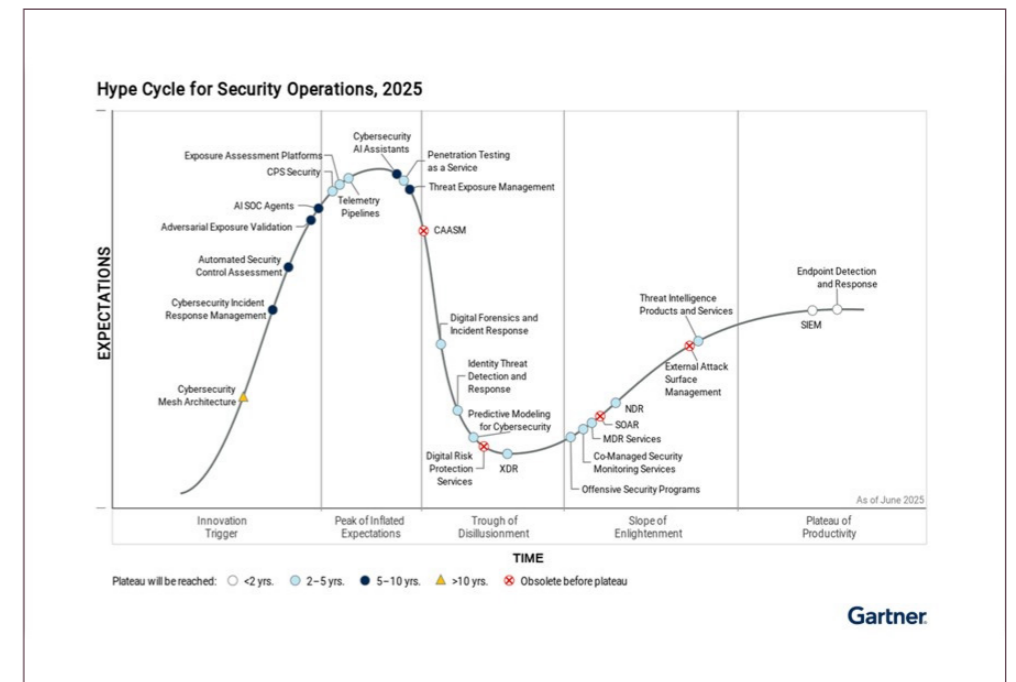 Hype Cycle for Security Operations, 2025
EXPECTATIONS
Cybersecurity
Mesh Architecture
Cybersecurity Incident
Response Management
Automated Security
Control Assessment
Adversarial Exposure Validation
AI SOC Agents
CPS Security
Exposure Assessment Platforms
Telemetry
Pipelines
Cybersecurity
AI Assistants
Penetration Testing
as a Service
Threat Exposure Management
CAASM
Digital Forensics and
Incident Response
Identity Threat
Detection and
Response
Predictive Modeling
for Cybersecurity
Digital Risk
Protection
Services
XDR
Offensive Security Programs
Co-Managed Security
Monitoring Services
MDR Services
SOAR
NDR
External Attack
Surface
Management
Threat Intelligence
Products and Services
SIEM
Endpoint Detection
and Response
As of June 2025
Innovation
Trigger
Peak of Inflated
Expectations
Trough of
Disillusionment
Slope of
Enlightenment
Plateau of
Productivity
TIME
Plateau will be reached: <2 yrs. 2–5 yrs. 5–10 yrs. >10 yrs. Obsolete before plateau
Gartner